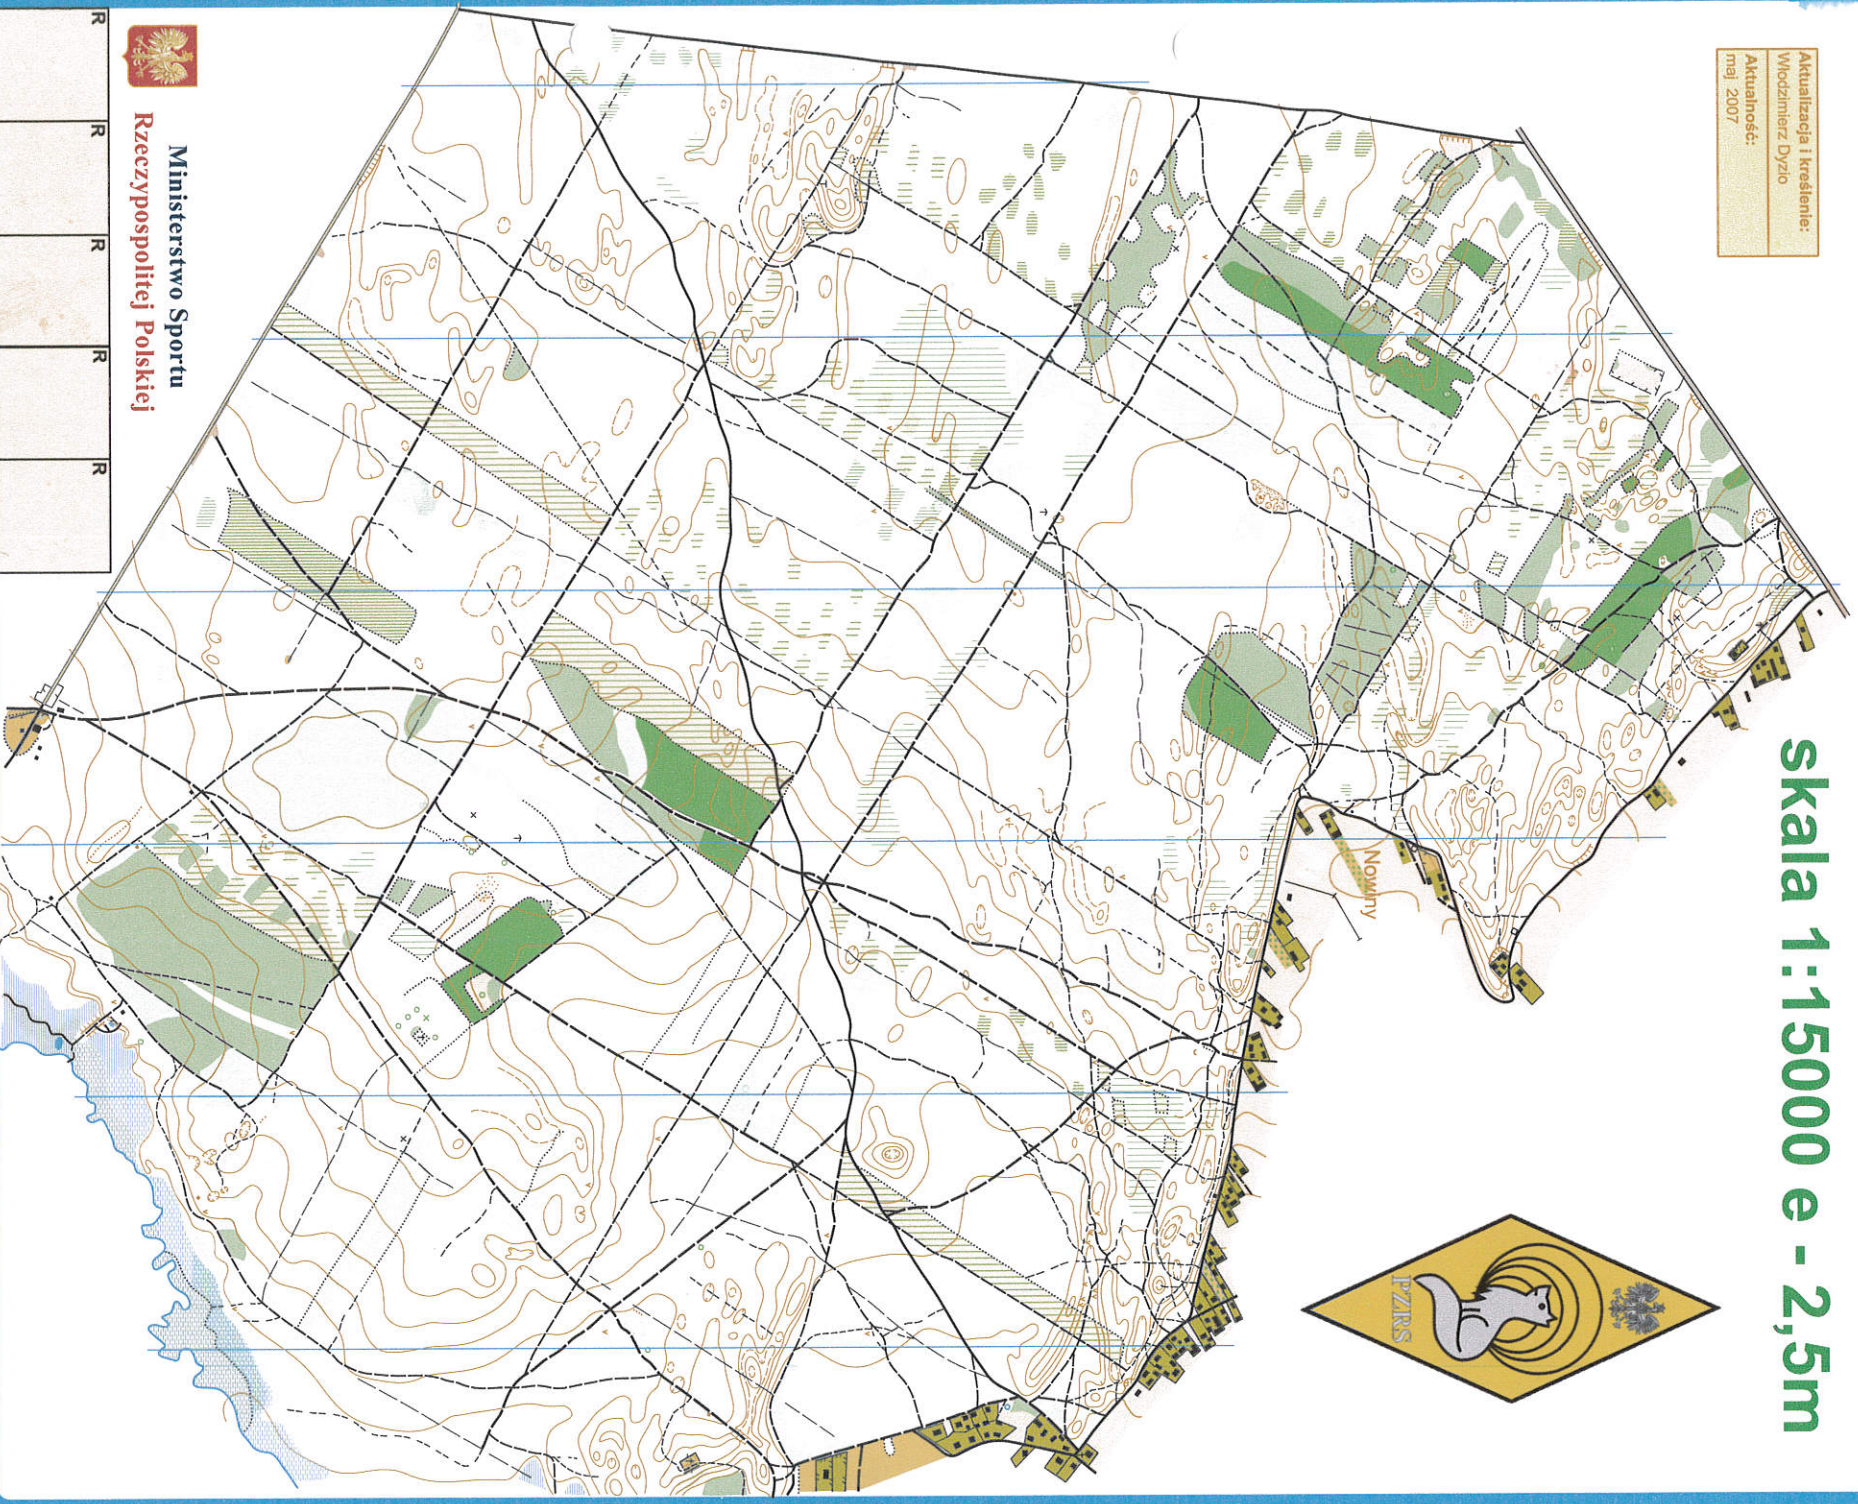 skala 1:15000 e - 2,5m
Aktualizacja i kreślenie:
Włodzimierz Dyzio
Aktualność:
maj 2007
PZRS
Nowiny
Ministerstwo Sportu
Rzeczypospolitej Polskiej
R
R
R
R
R